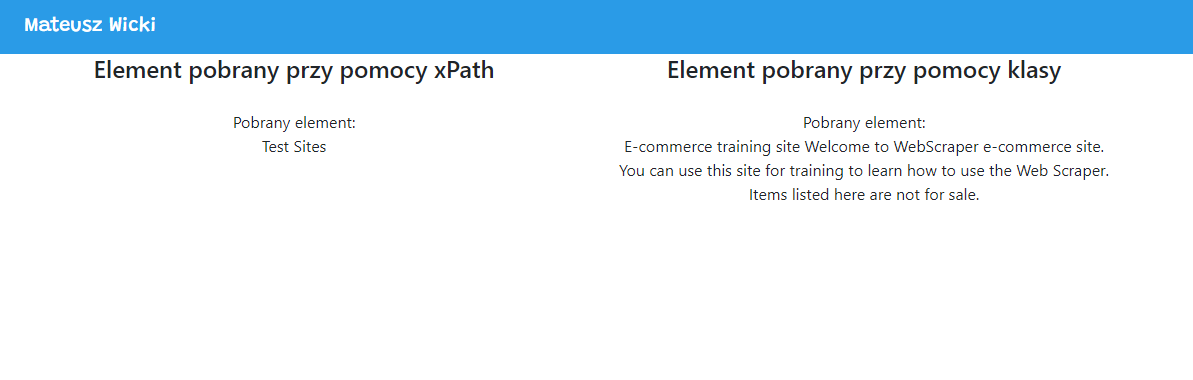 Mateusz Wicki
Element pobrany przy pomocy xPath
Pobrany element:
Test Sites
Element pobrany przy pomocy klasy
Pobrany element:
E-commerce training site Welcome to WebScraper e-commerce site.
You can use this site for training to learn how to use the Web Scraper.
Items listed here are not for sale.